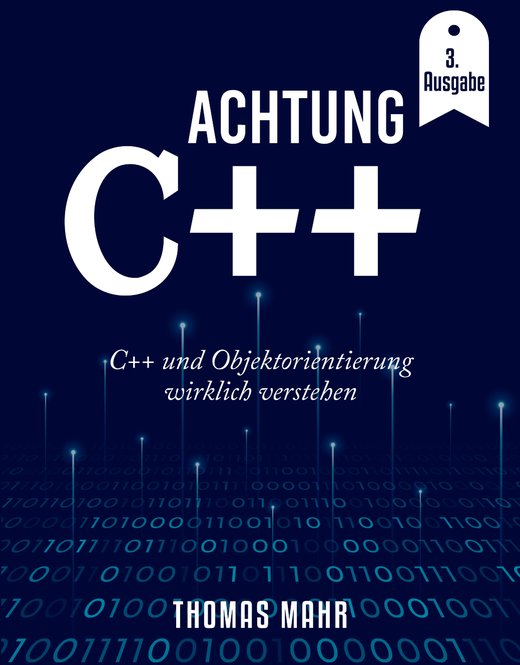 3.
Ausgabe
ACHTUNG
C++
C++ und Objektorientierung
wirklich verstehen
THOMAS MAHR